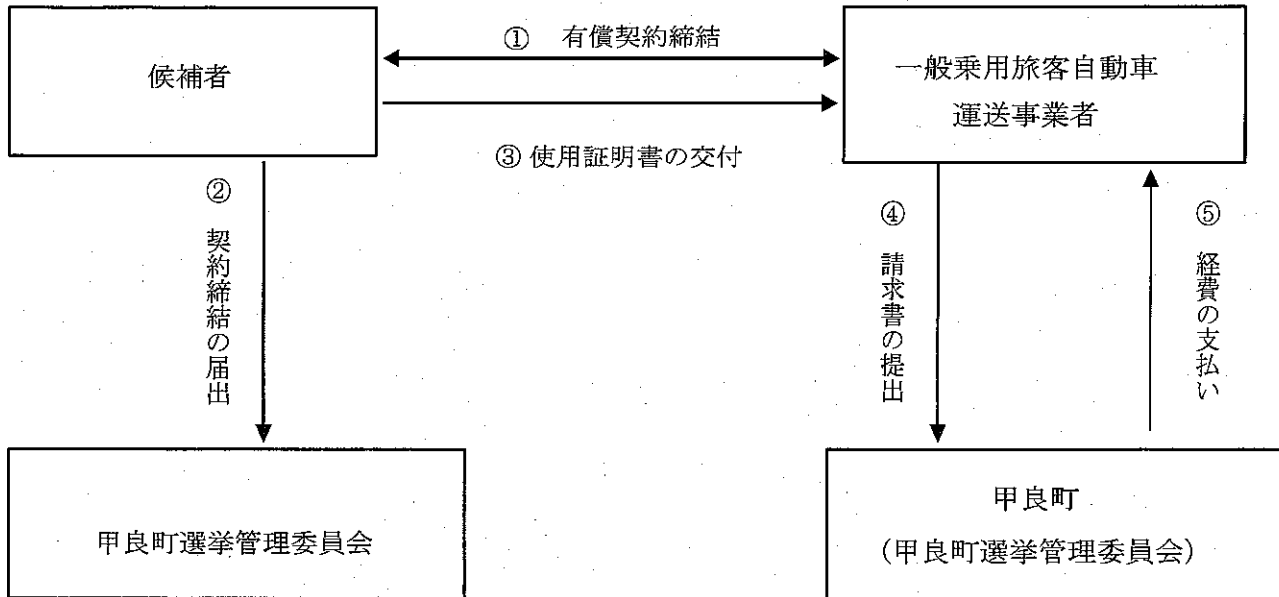 候補者
① 有償契約締結
一般乗用旅客自動車
運送事業者
③ 使用証明書の交付
② 契約締結の届出
④ 請求書の提出
⑤ 経費の支払い
甲良町選挙管理委員会
甲良町
(甲良町選挙管理委員会)